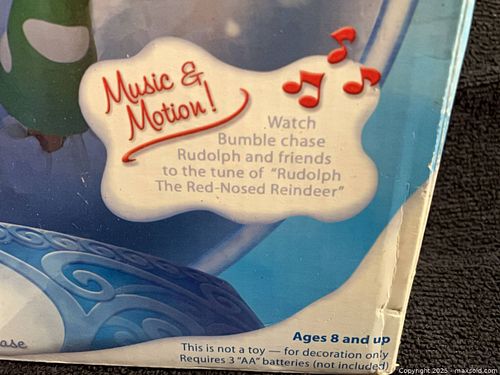 Music &
Motion!
Watch
Bumble chase
Rudolph and friends
to the tune of "Rudolph
The Red-Nosed Reindeer"
Ages 8 and up
This is not a toy — for decoration only
Requires 3 "AA" batteries (not included)
Copyright 2025 - maxsold.com